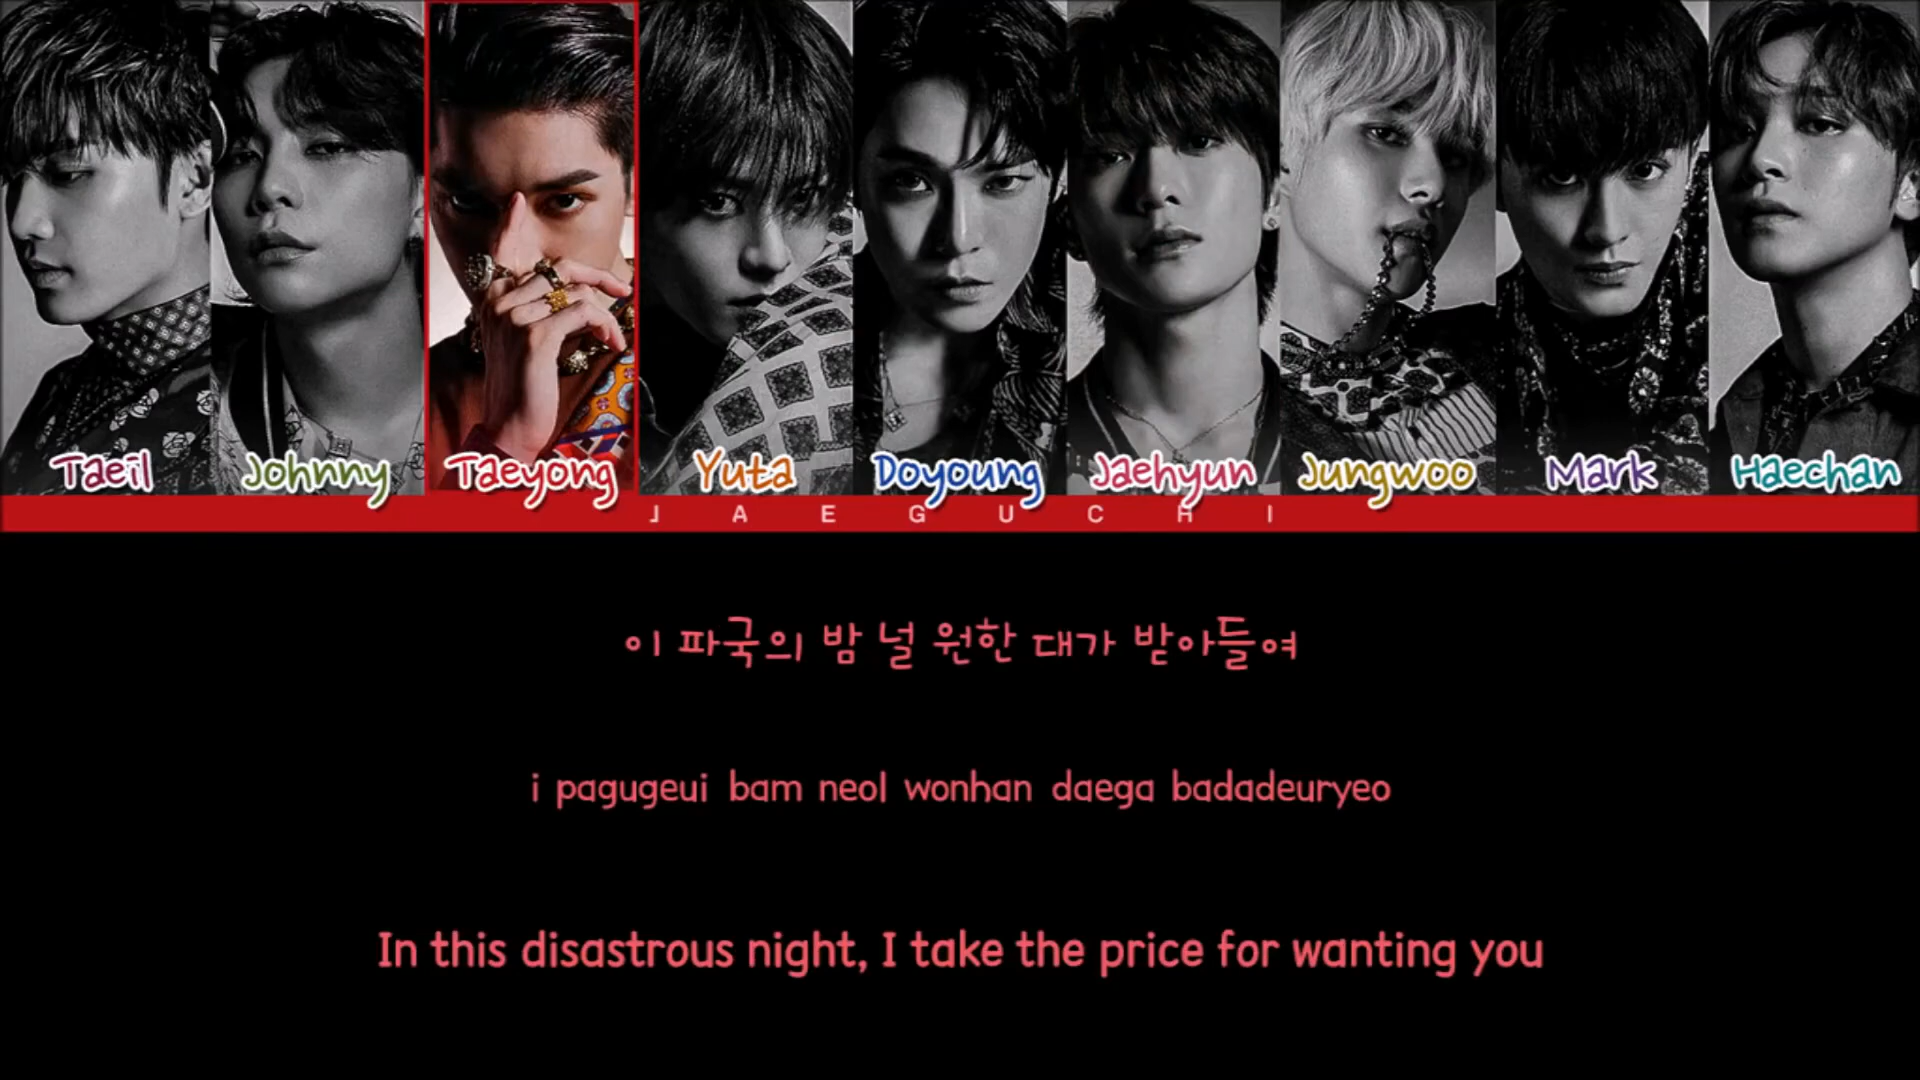 Taeil Johnny Taeyong Yuta Doyoung Jaehyun Jungwoo Mark Haechan
JAEGUCHI
이 파국의 밤 널 원한 대가 받아들여
i pagugeui bam neol wonhan daega badadeuryeo
In this disastrous night, I take the price for wanting you